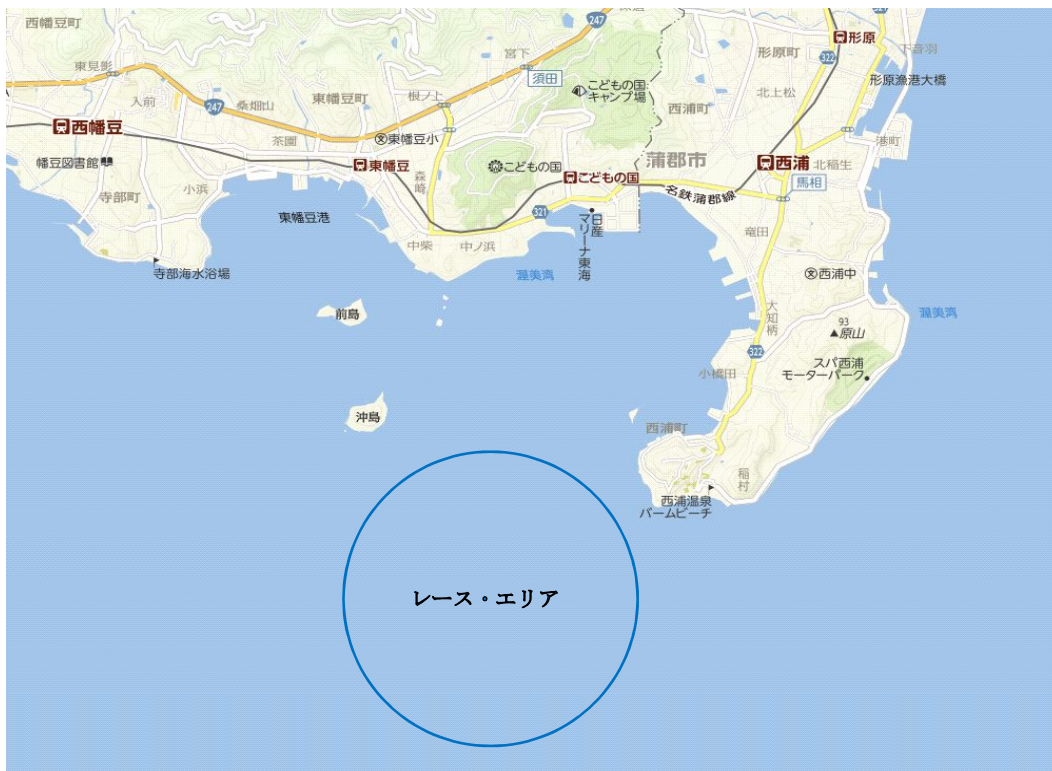 西幡豆町
247
321
宮下
形原
形原町
322
下音羽
東見影
須田
こどもの国
キャンプ場
形原漁港大橋
入前
247
桑畑山
東幡豆町
根ノ上
西浦町
北上松
西幡豆
茶園
東幡豆小
港町
幡豆図書館
東幡豆
こどもの国
蒲郡市
西浦
北稲生
寺部町
小浜
森崎
こどもの国
名鉄蒲郡線
馬相
東幡豆港
321
日産
マリーナ東海
中柴
中ノ浜
竜田
寺部海水浴場
渥美湾
西浦中
前島
大知柄
93
原山
渥美湾
322
スパ西浦
モーターパーク
小橋田
沖島
西浦町
稲村
西浦温泉
パームビーチ
レース・エリア